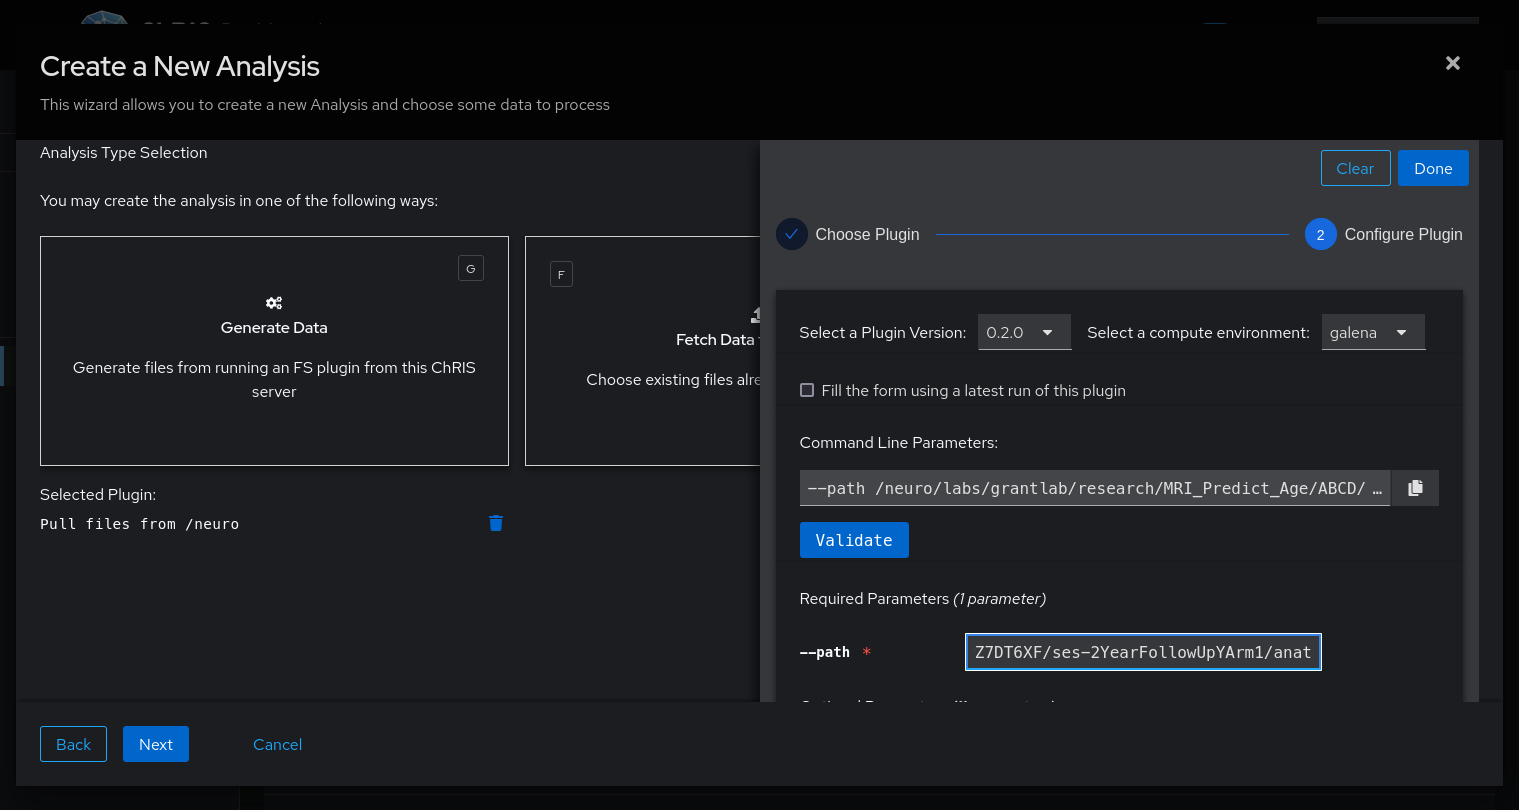 Create a New Analysis
This wizard allows you to create a new Analysis and choose some data to process
Analysis Type Selection
You may create the analysis in one of the following ways:
G
Generate Data
Generate files from running an FS plugin from this ChRIS
server
F
Fetch Data
Choose existing files
Selected Plugin:
Pull files from /neuro
Clear
Done
Choose Plugin
2
Configure Plugin
Select a Plugin Version:
0.2.0
Select a compute environment:
galena
Fill the form using a latest run of this plugin
Command Line Parameters:
--path /neuro/labs/grantlab/research/MRI_Predict_Age/ABCD/ …
Validate
Required Parameters (1 parameter)
--path *
Z7DT6XF/ses-2YearFollowUpYArm1/anat
Back
Next
Cancel